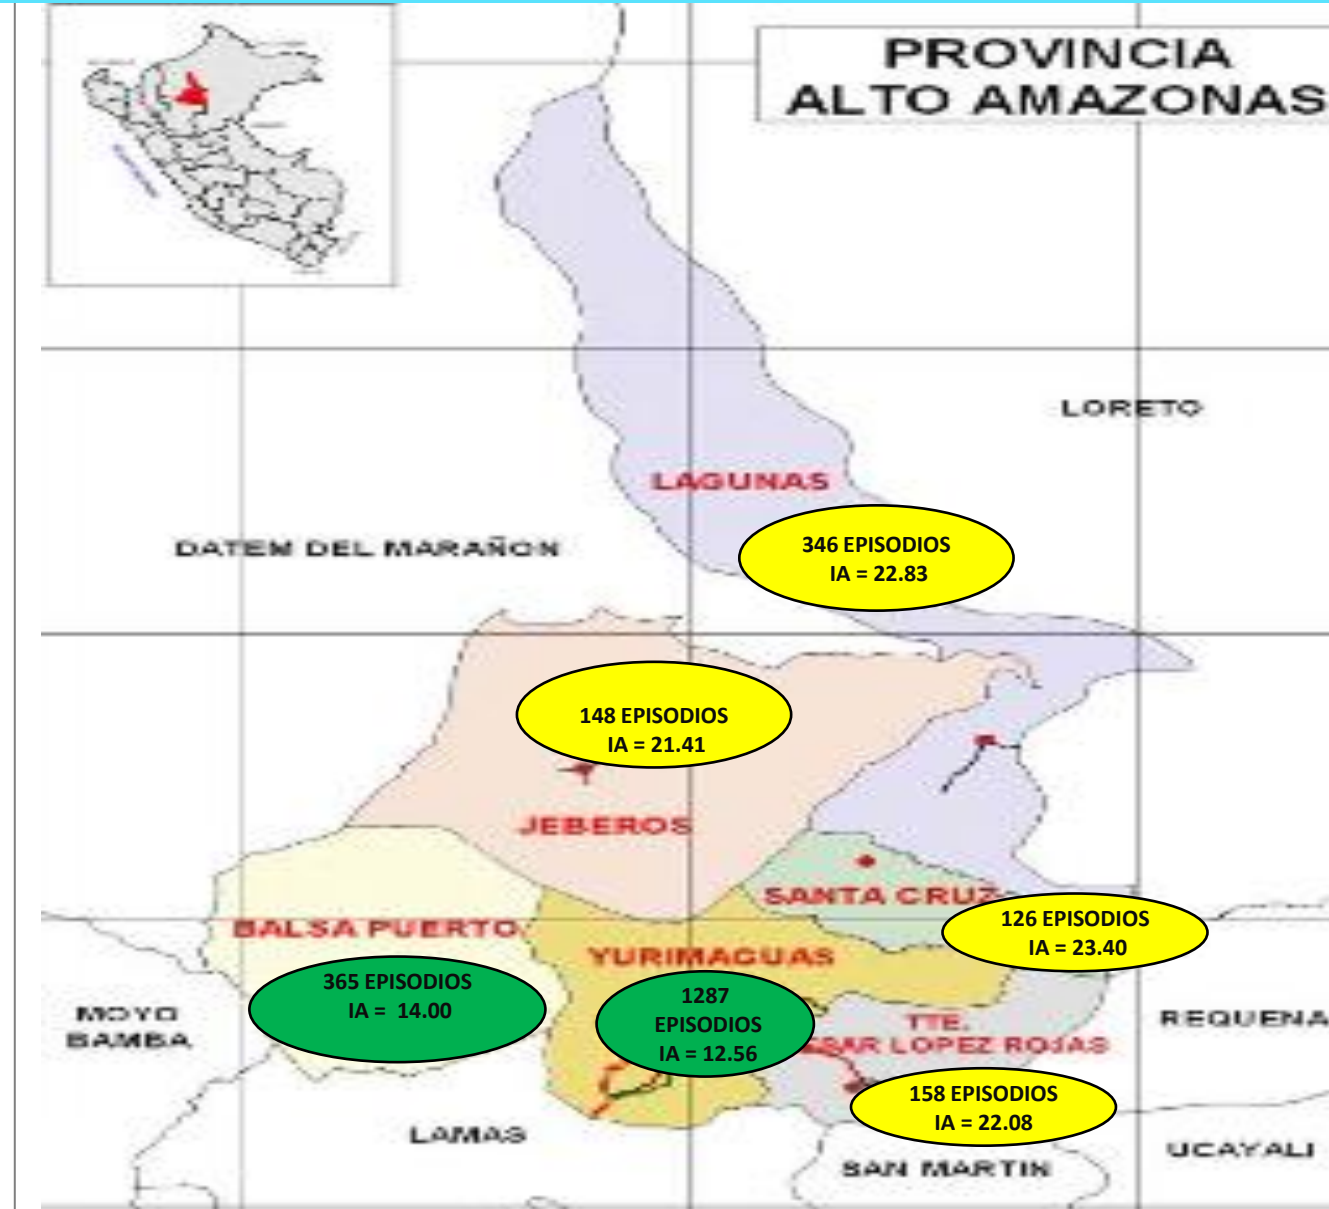 PROVINCIA
ALTO AMAZONAS
LORETO
LAGUNAS
DATEM DEL MARAÑON
346 EPISODIOS
IA = 22.83
148 EPISODIOS
IA = 21.41
JEBEROS
SANTA CRUZ
126 EPISODIOS
IA = 23.40
BALSA PUERTO
YURIMAGUAS
365 EPISODIOS
IA = 14.00
1287
EPISODIOS
IA = 12.56
MOYO
BAMBA
TTE.
SAR LOPEZ ROJAS
REQUENA
158 EPISODIOS
IA = 22.08
LAMAS
SAN MARTIN
UCAYALI